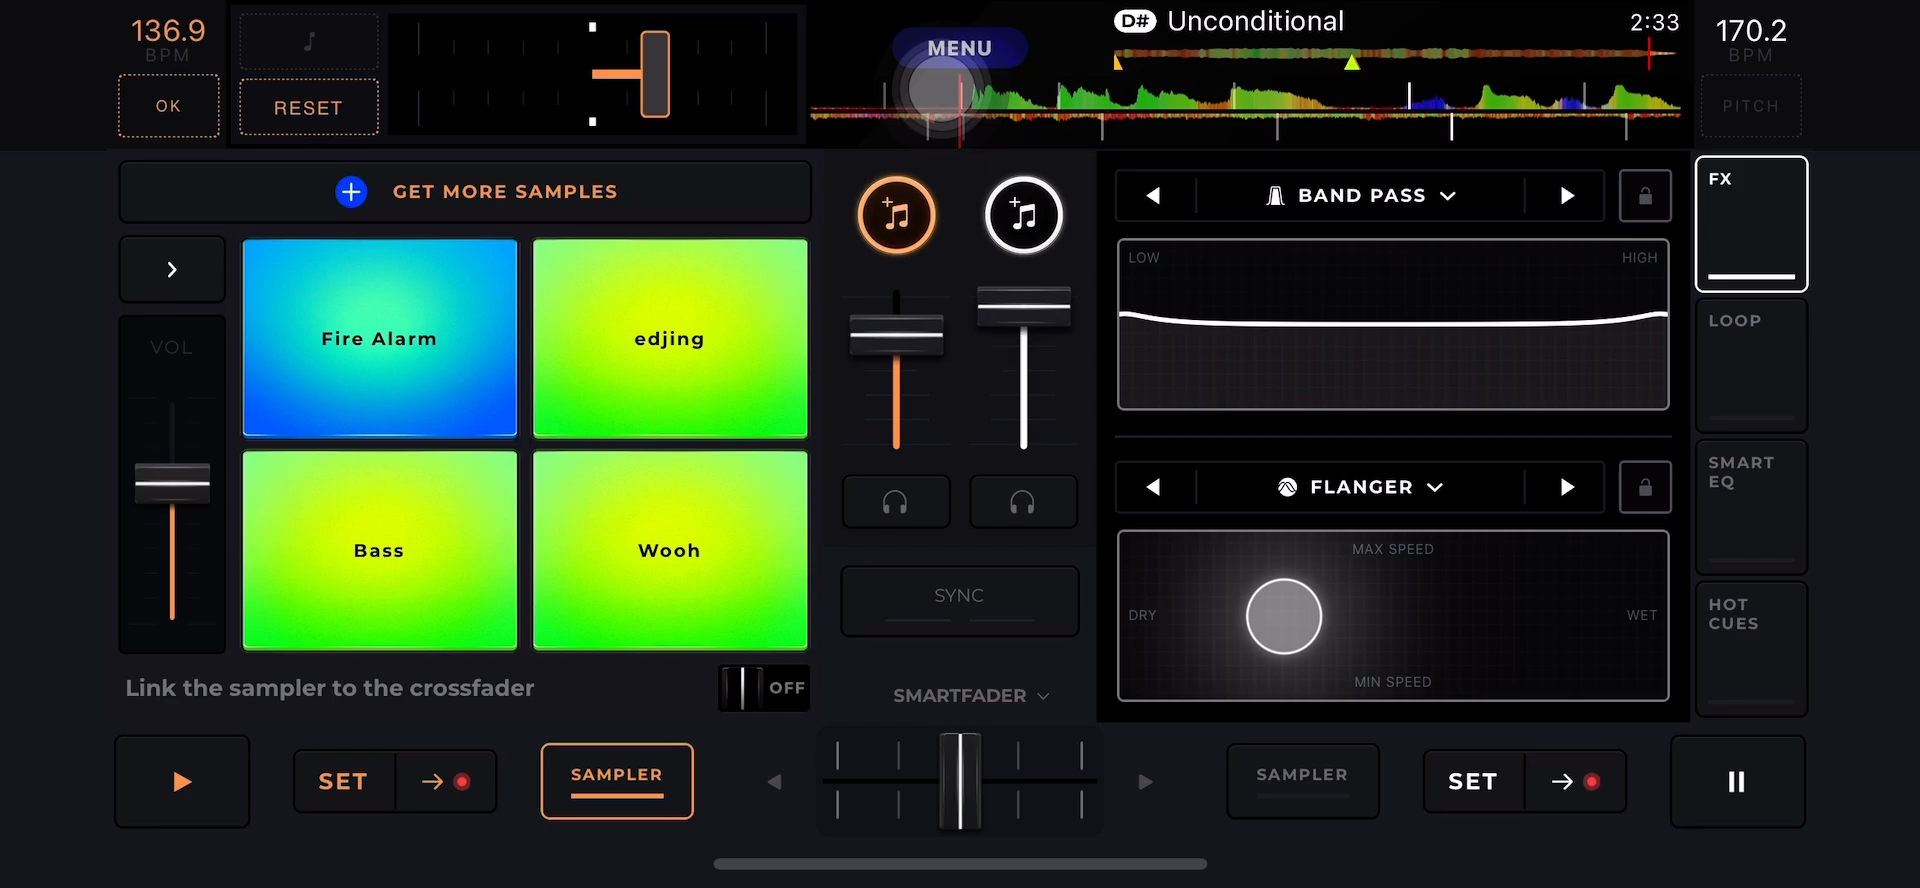 136.9
BPM
OK
RESET
MENU
D#
Unconditional
2:33
170.2
BPM
PITCH
GET MORE SAMPLES
VOL
Fire Alarm
edjing
Bass
Wooh
Link the sampler to the crossfader
OFF
SYNC
SMARTFADER
BAND PASS
LOW
HIGH
FLANGER
MAX SPEED
DRY
WET
MIN SPEED
FX
LOOP
SMART
EQ
HOT
CUES
SET
SAMPLER
SAMPLER
SET